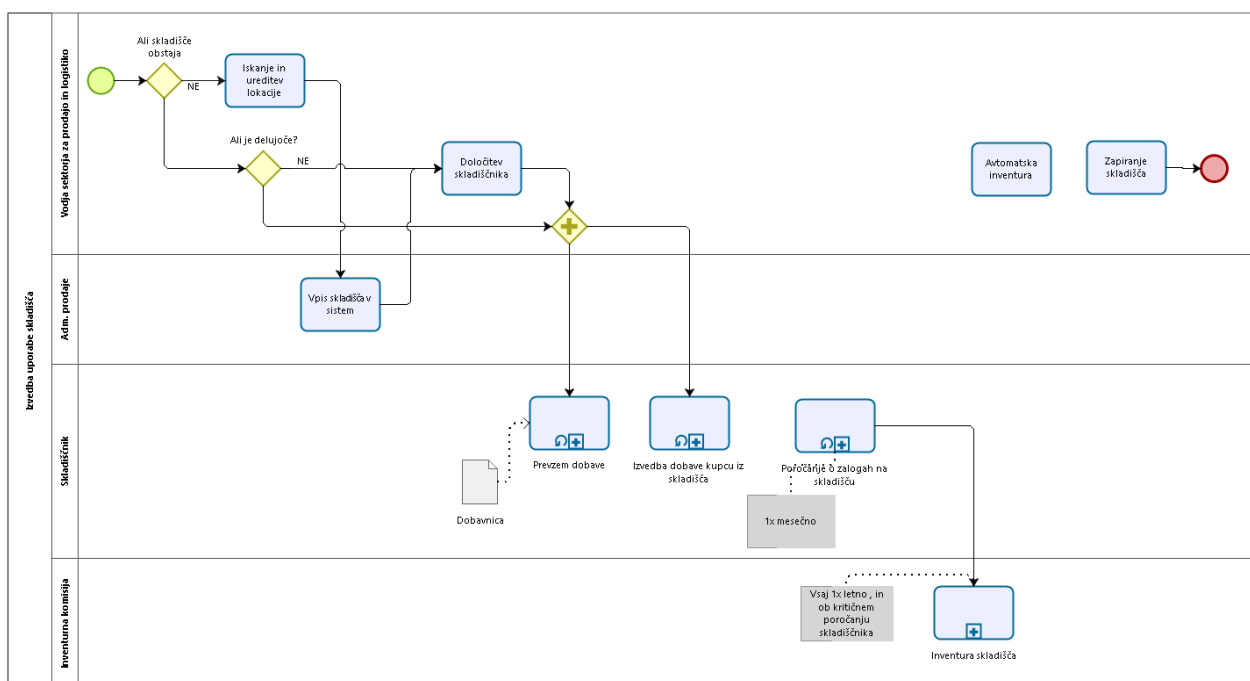 Izvedba uporabe skladišča
Vodja sektorja za prodajo in logistiko
Ali skladišče
obstaja
NE
Iskanje in
ureditev
lokacije
Ali je delujoče?
NE
Določitev
skladiščnika
Avtomatska
inventura
Zapiranje
skladišča
Adm. prodaje
Vpis skladišča v
sistem
Skladiščnik
Prevzem dobave
Dobavnica
Izvedba dobave kupcu iz
skladišča
Poročanje o zalogah na
skladišču
1x mesečno
Inventurna komisija
Vsaj 1x letno , in
ob kritičnem
poročanju
skladiščnika
Inventura skladišča